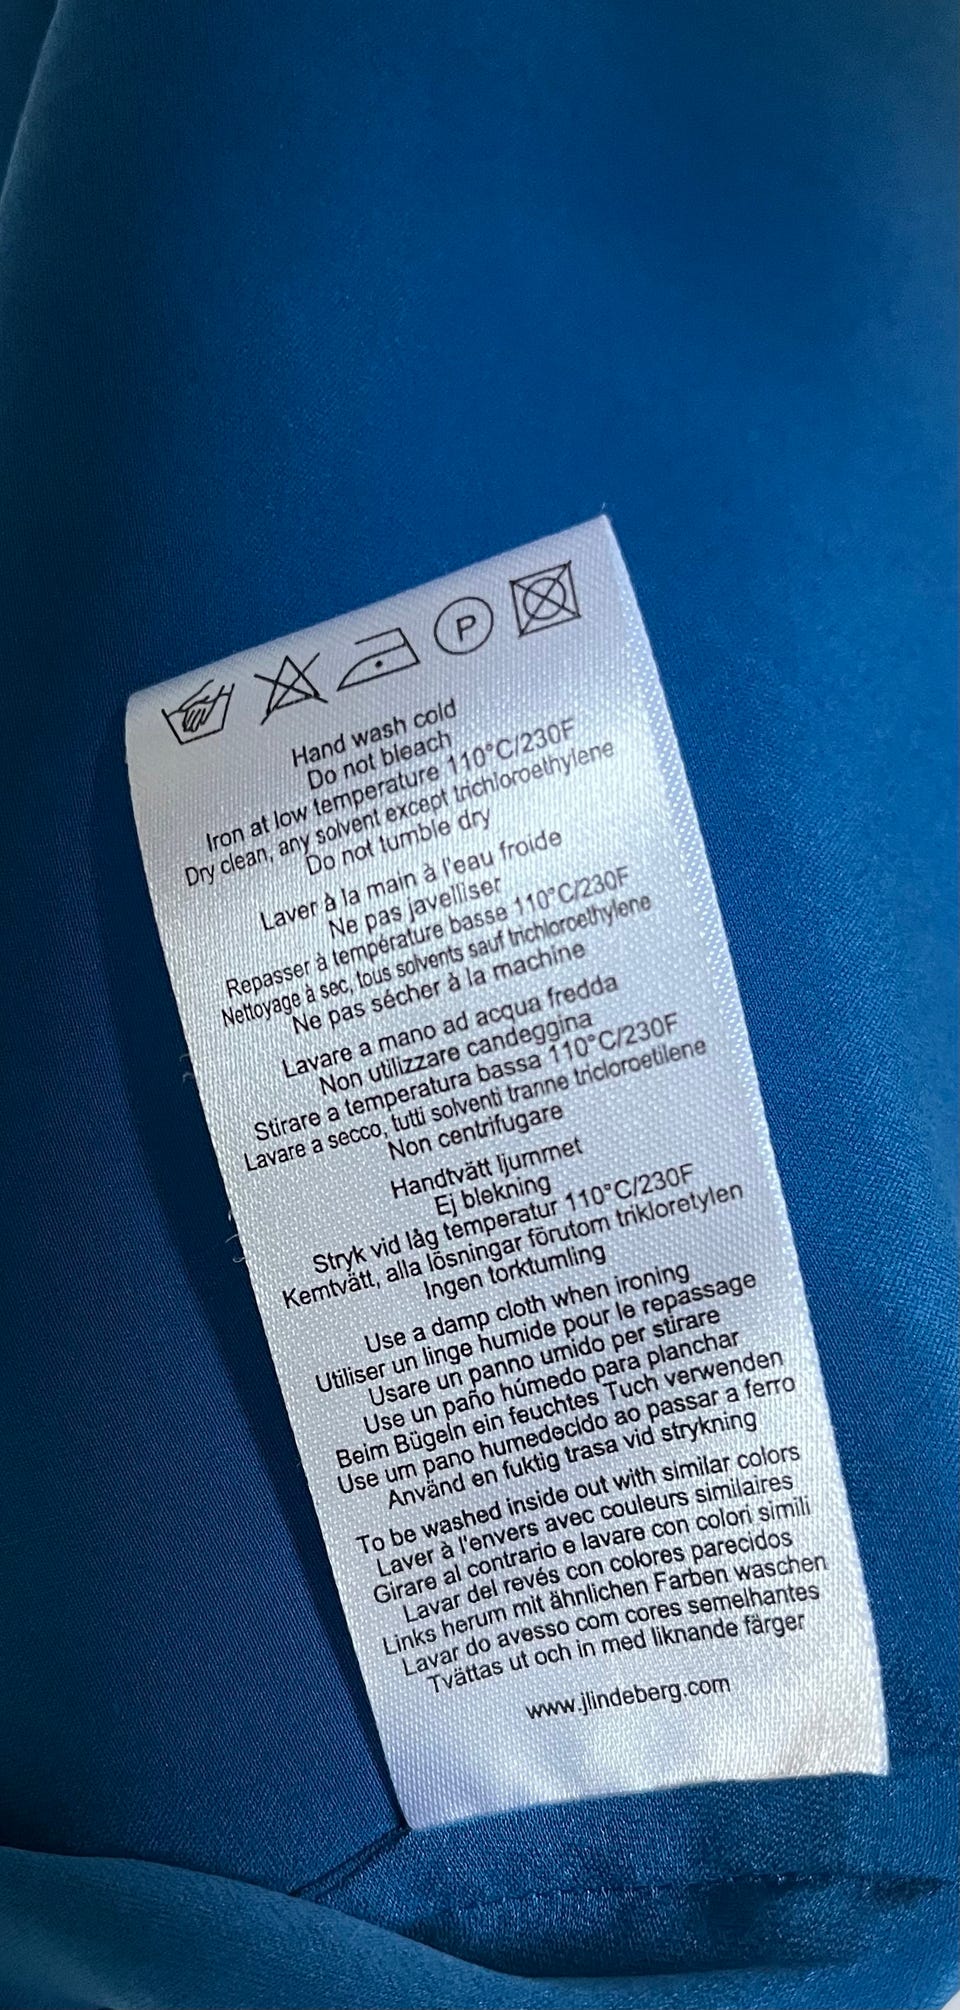 P
Hand wash cold
Do not bleach
Iron at low temperature 110°C/230F
Dry clean, any solvent except trichloroethylene
Do not tumble dry
Laver à la main à l'eau froide
Ne pas javelliser
Repasser à température basse 110°C/230F
Nettoyage à sec, tous solvents sauf trichloroethylene
Ne pas sécher à la machine
Lavare a mano ad acqua fredda
Non utilizzare candeggina
Stirare a temperatura bassa 110°C/230F
Lavare a secco, tutti solventi tranne tricloroetilene
Non centrifugare
Handtvätt ljummet
Ej blekning
Stryk vid låg temperatur 110°C/230F
Kemtvätt, alla lösningar förutom trikloretylen
Ingen torktumling
Use a damp cloth when ironing
Utiliser un linge humide pour le repassage
Usare un panno umido per stirare
Use un paño húmedo para planchar
Beim Bügeln ein feuchtes Tuch verwenden
Use um pano humedecido ao passar a ferro
Använd en fuktig trasa vid strykning
To be washed inside out with similar colors
Laver à l'envers avec couleurs similaires
Girare al contrario e lavare con colori simili
Lavar del revés con colores parecidos
Links herum mit ähnlichen Farben waschen
Lavar do avesso com cores semelhantes
Tvättas ut och in med liknande färger
www.jlindeberg.com